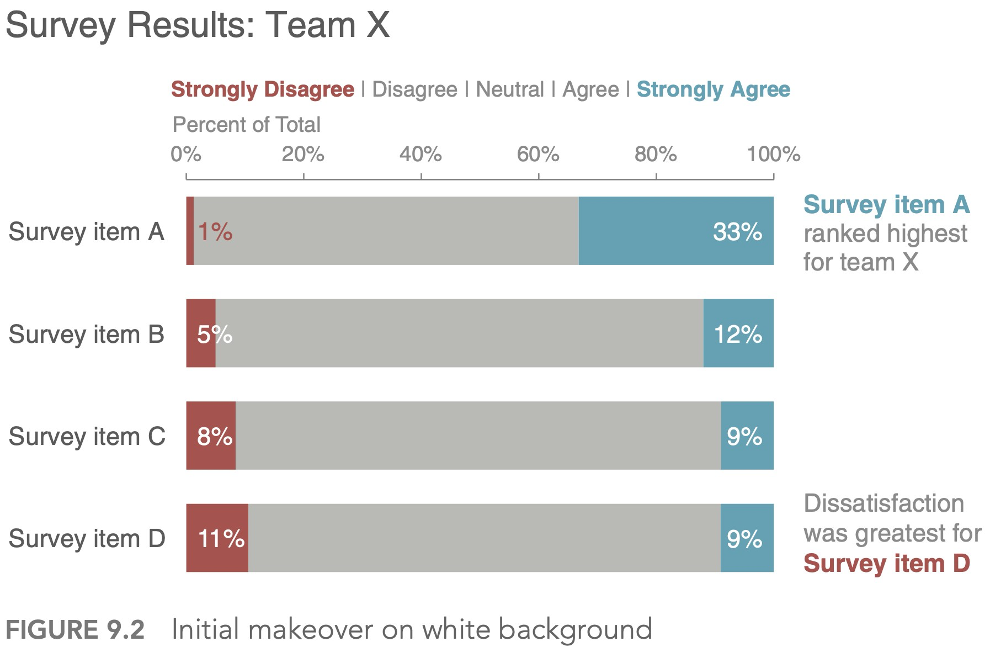 Survey Results: Team X
Strongly Disagree | Disagree | Neutral | Agree | Strongly Agree
Percent of Total
0% 20% 40% 60% 80% 100%
Survey item A 1% 33%
Survey item A
ranked highest
for team X
Survey item B 5% 12%
Survey item C 8% 9%
Survey item D 11% 9%
Dissatisfaction
was greatest for
Survey item D
FIGURE 9.2 Initial makeover on white background